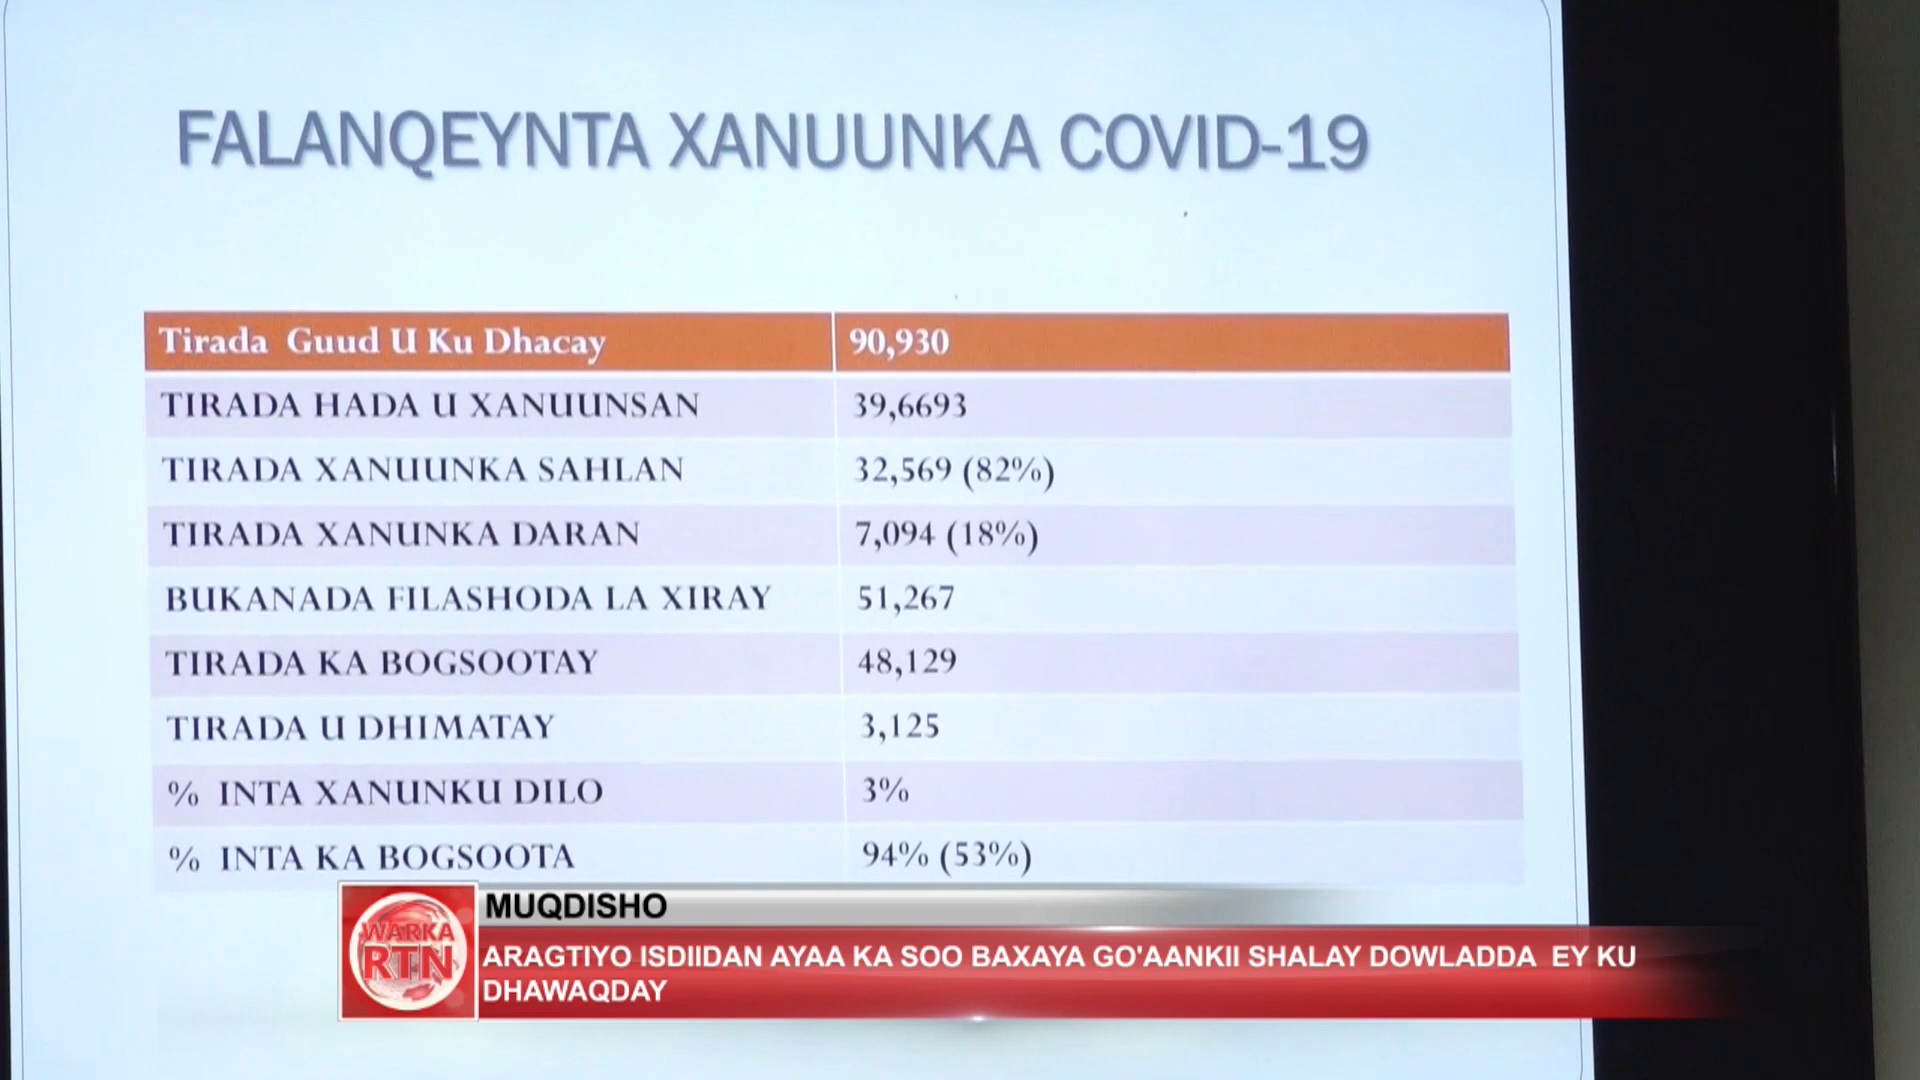 FALANQEYNTA XANUUNKA COVID-19
Tirada Guud U Ku Dhacay 90,930
TIRADA HADA U XANUUNSAN 39,6693
TIRADA XANUUNKA SAHLAN 32,569 (82%)
TIRADA XANUNKA DARAN 7,094 (18%)
BUKANADA FILASHODA LA XIRAY 51,267
TIRADA KA BOGSOOTAY 48,129
TIRADA U DHIMATAY 3,125
% INTA XANUNKU DILO 3%
% INTA KA BOGSOOTA 94% (53%)
MUQDISHO
WARKA
RTN
ARAGTIYO ISDIIDAN AYAA KA SOO BAXAYA GO'AANKII SHALAY DOWLADDA EY KU
DHAWAQDAY